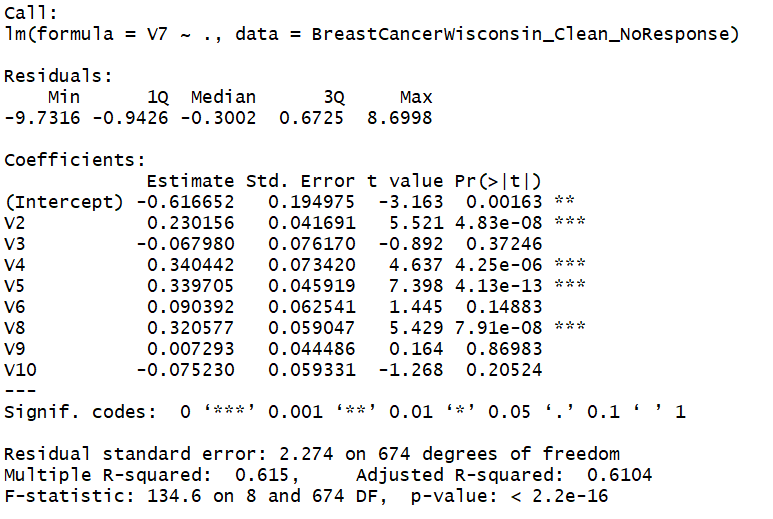 Call:
lm(formula = V7 ~ ., data = BreastCancerWisconsin_Clean_NoResponse)

Residuals:
    Min      1Q  Median      3Q     Max
-9.7316 -0.9426 -0.3002  0.6725  8.6998

Coefficients:
             Estimate Std. Error t value Pr(>|t|)
(Intercept) -0.616652   0.194975  -3.163  0.00163 **
V2           0.230156   0.041691   5.521 4.83e-08 ***
V3          -0.067980   0.076170  -0.892  0.37246
V4           0.340442   0.073420   4.637 4.25e-06 ***
V5           0.339705   0.045919   7.398 4.13e-13 ***
V6           0.090392   0.062541   1.445  0.14883
V8           0.320577   0.059047   5.429 7.91e-08 ***
V9           0.007293   0.044486   0.164  0.86983
V10         -0.075230   0.059331  -1.268  0.20524
---
Signif. codes:  0 ‘***’ 0.001 ‘**’ 0.01 ‘*’ 0.05 ‘.’ 0.1 ‘ ’ 1

Residual standard error: 2.274 on 674 degrees of freedom
Multiple R-squared:  0.615,     Adjusted R-squared:  0.6104
F-statistic: 134.6 on 8 and 674 DF,  p-value: < 2.2e-16